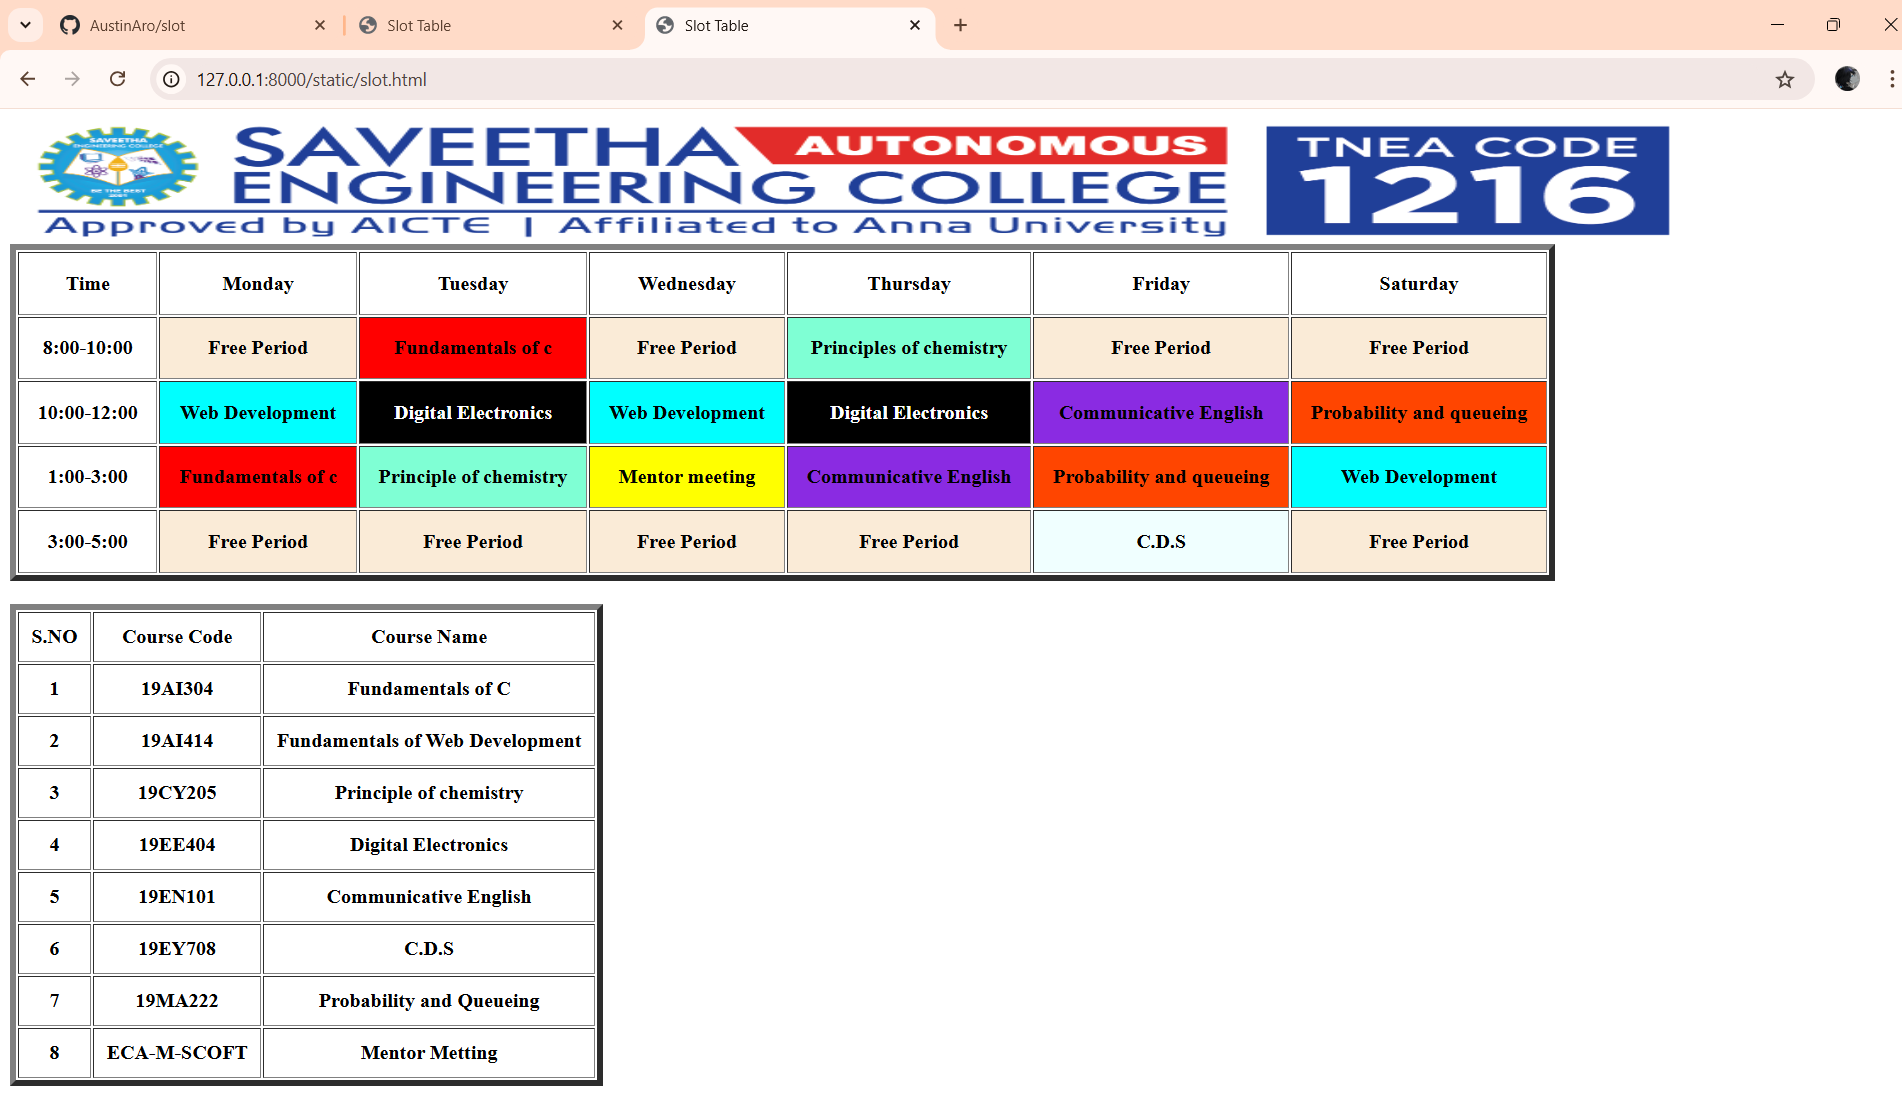 AustinAro/slot
Slot Table
Slot Table
127.0.0.1:8000/static/slot.html
SAVEETHA
ENGINEERING COLLEGE
BE THE BEST
SAVEETHA AUTONOMOUS
ENGINEERING COLLEGE
Approved by AICTE | Affiliated to Anna University
TNEA CODE
1216
Time Monday Tuesday Wednesday Thursday Friday Saturday
8:00-10:00 Free Period Fundamentals of c Free Period Principles of chemistry Free Period Free Period
10:00-12:00 Web Development Digital Electronics Web Development Digital Electronics Communicative English Probability and queueing
1:00-3:00 Fundamentals of c Principle of chemistry Mentor meeting Communicative English Probability and queueing Web Development
3:00-5:00 Free Period Free Period Free Period Free Period C.D.S Free Period
S.NO Course Code Course Name
1 19AI304 Fundamentals of C
2 19AI414 Fundamentals of Web Development
3 19CY205 Principle of chemistry
4 19EE404 Digital Electronics
5 19EN101 Communicative English
6 19EY708 C.D.S
7 19MA222 Probability and Queueing
8 ECA-M-SCOFT Mentor Metting